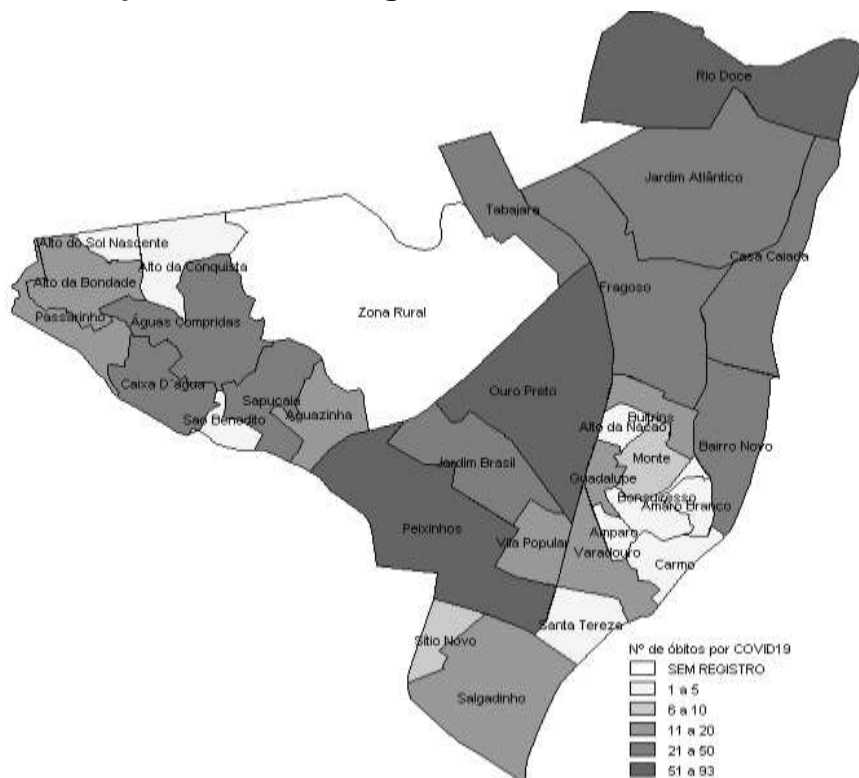 Rio Doce
Jardim Atlântico
Tabajara
Alto do Sol Nascente
Casa Caiada
Alto da Conquista
Alto da Bondade
Fragoso
Zona Rural
Passarinho
Águas Compridas
Caixa D'agua
Ouro Preto
Sapucaia
Sao Benedito
Aguazinha
Bultrins
Alto da Nacao
Bairro Novo
Monte
Jardim Brasil
Guadalupe
Bonsucesso
Amaro Branco
Peixinhos
Vila Popular
Amparo
Varadouro
Carmo
Santa Tereza
Sítio Novo
Salgadinho
Nº de óbitos por COVID19
SEM REGISTRO
1 a 5
6 a 10
11 a 20
21 a 50
51 a 93